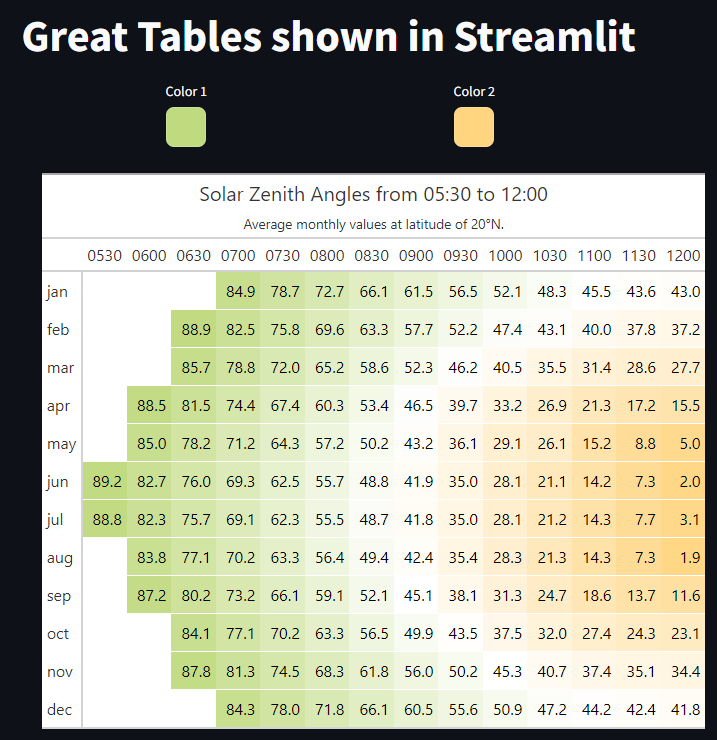 Great Tables shown in Streamlit
Color 1 Color 2
Solar Zenith Angles from 05:30 to 12:00
Average monthly values at latitude of 20°N.
0530 0600 0630 0700 0730 0800 0830 0900 0930 1000 1030 1100 1130 1200
jan 84.9 78.7 72.7 66.1 61.5 56.5 52.1 48.3 45.5 43.6 43.0
feb 88.9 82.5 75.8 69.6 63.3 57.7 52.2 47.4 43.1 40.0 37.8 37.2
mar 85.7 78.8 72.0 65.2 58.6 52.3 46.2 40.5 35.5 31.4 28.6 27.7
apr 88.5 81.5 74.4 67.4 60.3 53.4 46.5 39.7 33.2 26.9 21.3 17.2 15.5
may 85.0 78.2 71.2 64.3 57.2 50.2 43.2 36.1 29.1 26.1 15.2 8.8 5.0
jun 89.2 82.7 76.0 69.3 62.5 55.7 48.8 41.9 35.0 28.1 21.1 14.2 7.3 2.0
jul 88.8 82.3 75.7 69.1 62.3 55.5 48.7 41.8 35.0 28.1 21.2 14.3 7.7 3.1
aug 83.8 77.1 70.2 63.3 56.4 49.4 42.4 35.4 28.3 21.3 14.3 7.3 1.9
sep 87.2 80.2 73.2 66.1 59.1 52.1 45.1 38.1 31.3 24.7 18.6 13.7 11.6
oct 84.1 77.1 70.2 63.3 56.5 49.9 43.5 37.5 32.0 27.4 24.3 23.1
nov 87.8 81.3 74.5 68.3 61.8 56.0 50.2 45.3 40.7 37.4 35.1 34.4
dec 84.3 78.0 71.8 66.1 60.5 55.6 50.9 47.2 44.2 42.4 41.8